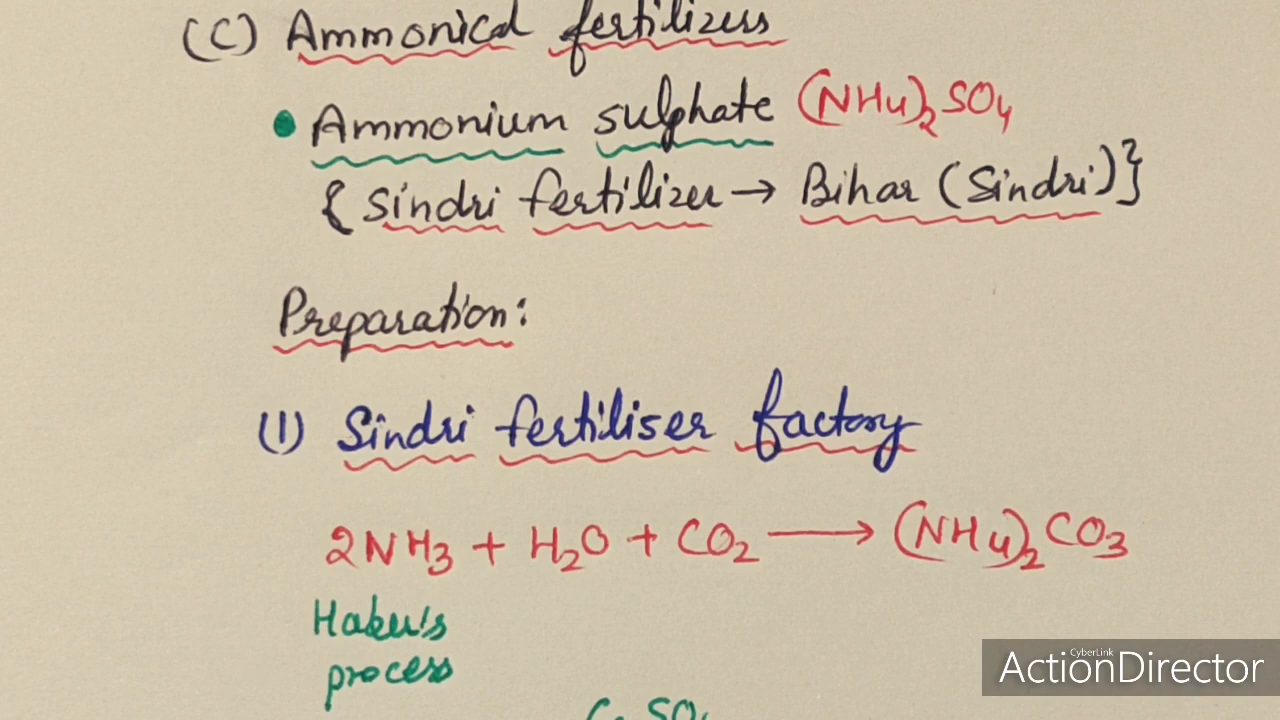 (C) Ammonical fertilizers
• Ammonium sulphate (NH4)2SO4
{ Sindri fertilizer → Bihar (Sindri)}
Preparation:
(1) Sindri fertiliser factory
2NH3 + H2O + CO2 ⟶ (NH4)2CO3
Haber's
process
CyberLink
ActionDirector